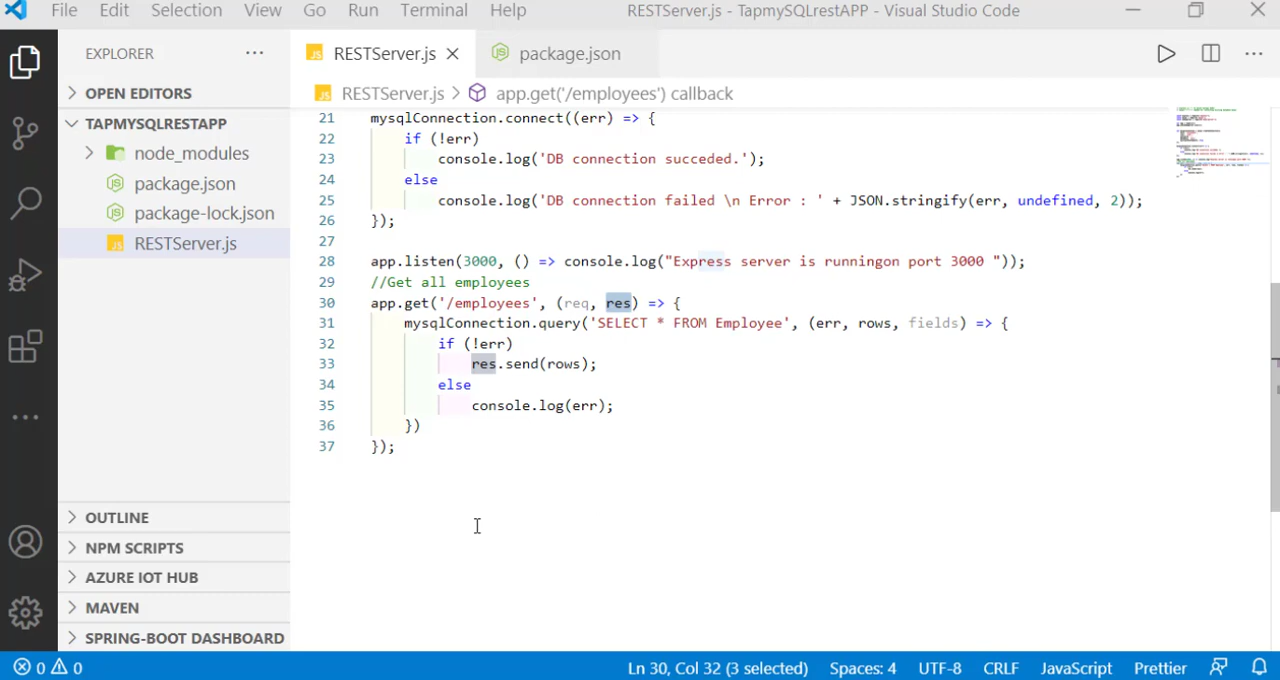 File Edit Selection View Go Run Terminal Help RESTServer.js - TapmySQLrestAPP - Visual Studio Code
EXPLORER
RESTServer.js
package.json
OPEN EDITORS
RESTServer.js > app.get('/employees') callback
TAPMYSQLRESTAPP
node_modules
package.json
package-lock.json
RESTServer.js
OUTLINE
NPM SCRIPTS
AZURE IOT HUB
MAVEN
SPRING-BOOT DASHBOARD
21 mysqlConnection.connect((err) => {
22 if (!err)
23 console.log('DB connection succeded.');
24 else
25 console.log('DB connection failed \n Error : ' + JSON.stringify(err, undefined, 2));
26 });
27
28 app.listen(3000, () => console.log("Express server is runningon port 3000 "));
29 //Get all employees
30 app.get('/employees', (req, res) => {
31 mysqlConnection.query('SELECT * FROM Employee', (err, rows, fields) => {
32 if (!err)
33 res.send(rows);
34 else
35 console.log(err);
36 })
37 });
0 0 Ln 30, Col 32 (3 selected) Spaces: 4 UTF-8 CRLF JavaScript Prettier